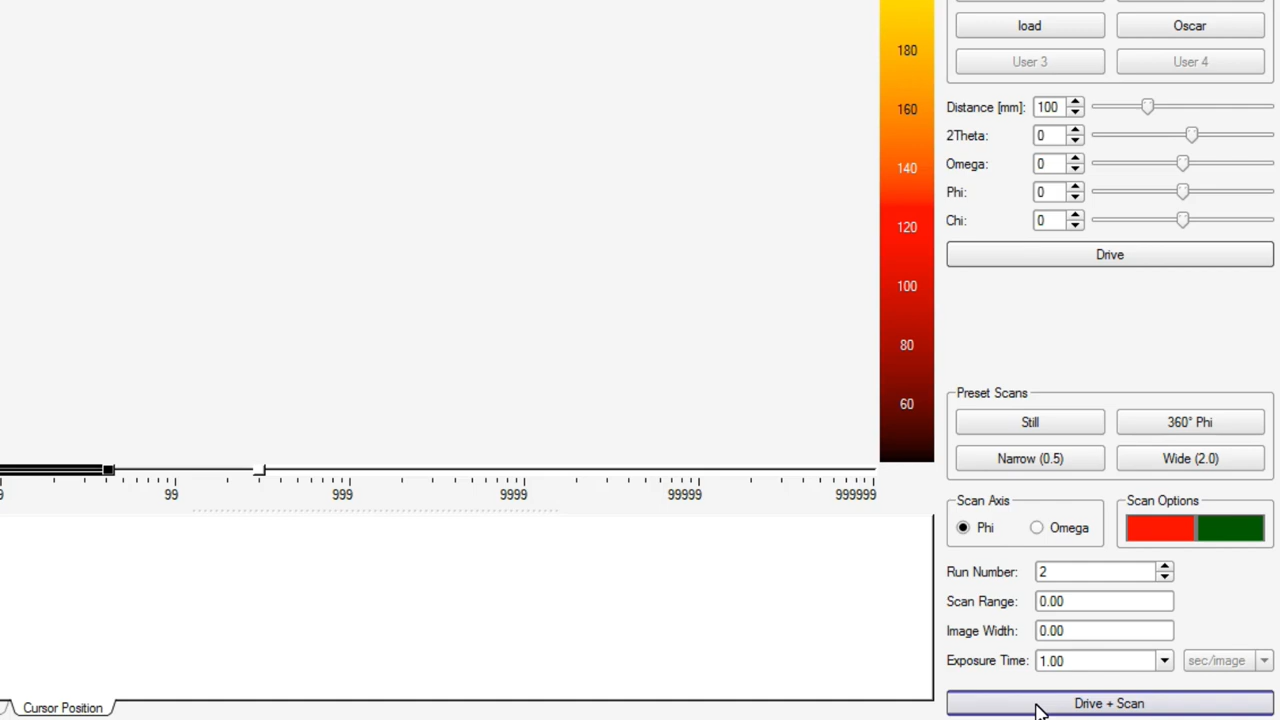 load
Oscar
User 3
User 4
180
160
140
120
100
80
60
Distance [mm]: 100
2Theta: 0
Omega: 0
Phi: 0
Chi: 0
Drive
Preset Scans
Still
360° Phi
Narrow (0.5)
Wide (2.0)
9 99 999 9999 99999 999999
Scan Axis
Phi Omega
Scan Options
Run Number: 2
Scan Range: 0.00
Image Width: 0.00
Exposure Time: 1.00 sec/image
Drive + Scan
Cursor Position